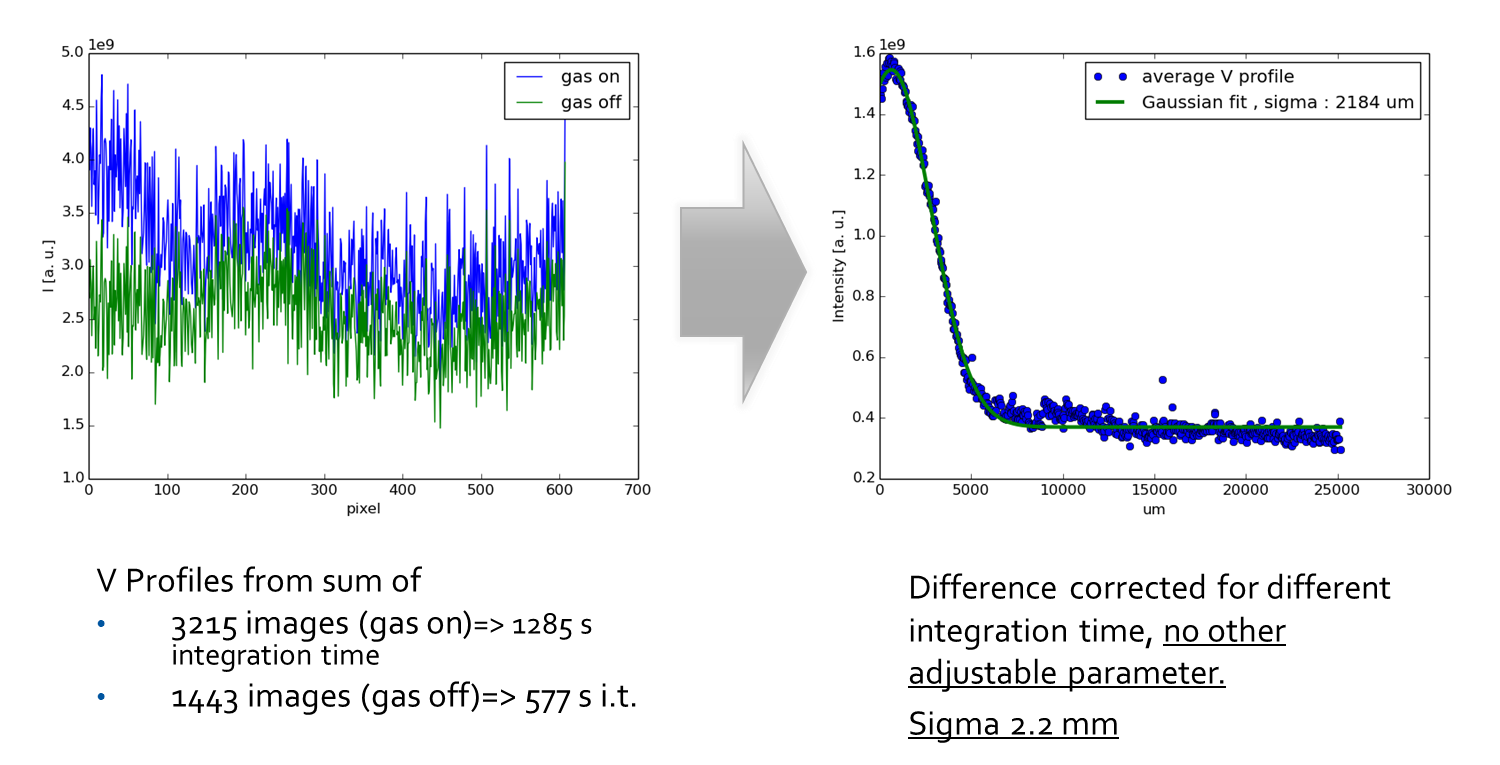 1e9
5.0
4.5
4.0
3.5
3.0
2.5
2.0
1.5
1.0
I [a. u.]
gas on
gas off
0 100 200 300 400 500 600 700
pixel
1e9
1.6
1.4
1.2
1.0
0.8
0.6
0.4
0.2
Intensity [a. u.]
average V profile
Gaussian fit , sigma : 2184 um
0 5000 10000 15000 20000 25000 30000
um
V Profiles from sum of
• 3215 images (gas on)=> 1285 s
integration time
• 1443 images (gas off)=> 577 s i.t.
Difference corrected for different
integration time, no other
adjustable parameter.
Sigma 2.2 mm